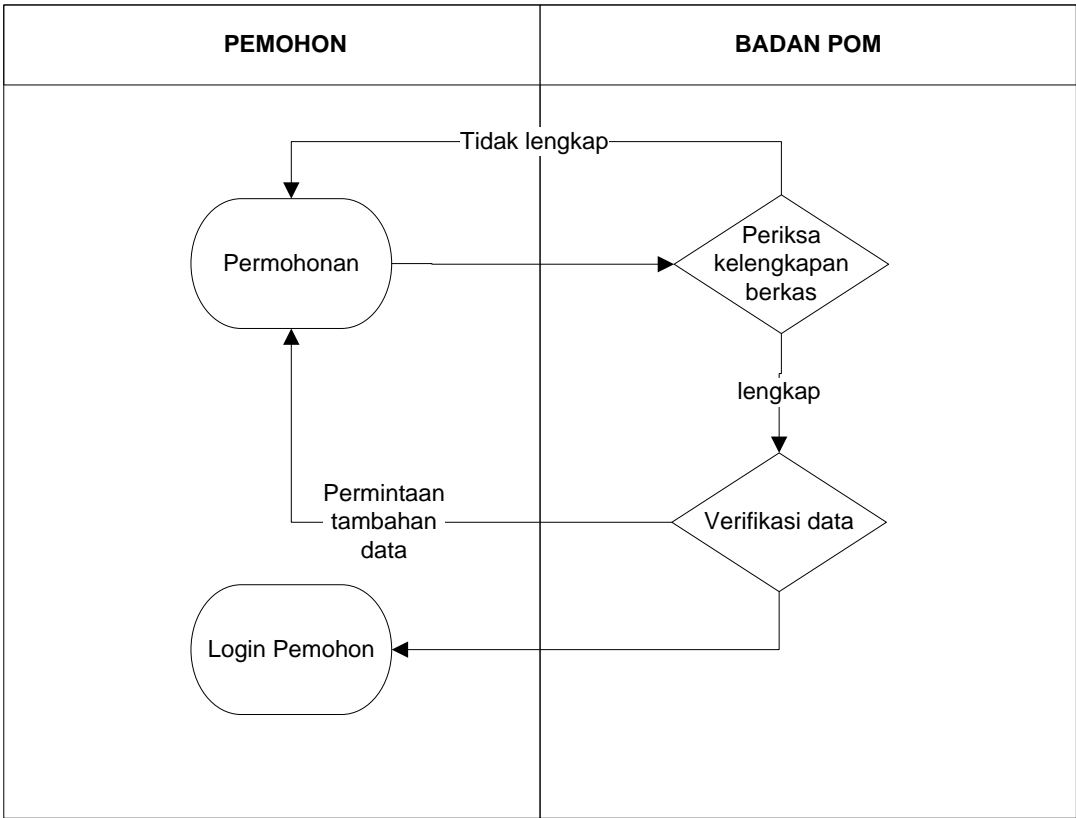 PEMOHON
BADAN POM
Tidak lengkap
Permohonan
Periksa
kelengkapan
berkas
lengkap
Permintaan
tambahan
data
Verifikasi data
Login Pemohon